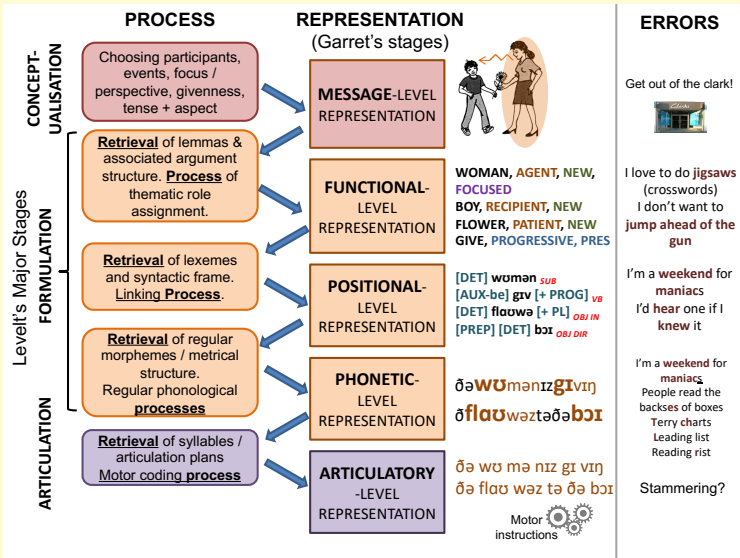 PROCESS
REPRESENTATION
(Garret's stages)
ERRORS
Levelt's Major Stages
CONCEPT-
UALISATION
FORMULATION
ARTICULATION
Choosing participants,
events, focus /
perspective, givenness,
tense + aspect
MESSAGE-LEVEL
REPRESENTATION
Get out of the clark!
Clarks
Retrieval of lemmas &
associated argument
structure. Process of
thematic role
assignment.
FUNCTIONAL-
LEVEL
REPRESENTATION
WOMAN, AGENT, NEW,
FOCUSED
BOY, RECIPIENT, NEW
FLOWER, PATIENT, NEW
GIVE, PROGRESSIVE, PRES
I love to do jigsaws
(crosswords)
I don't want to
jump ahead of the
gun
Retrieval of lexemes
and syntactic frame.
Linking Process.
POSITIONAL-
LEVEL
REPRESENTATION
[DET] wʊmən SUB
[AUX-be] gɪv [+ PROG] VB
[DET] flaʊwə [+ PL] OBJ IN
[PREP] [DET] bɔɪ OBJ DIR
I'm a weekend for
maniacs
I'd hear one if I
knew it
Retrieval of regular
morphemes / metrical
structure.
Regular phonological
processes
PHONETIC-
LEVEL
REPRESENTATION
ðəwʊmənɪzgɪvɪŋ
ðflaʊwəztəðəbɔɪ
I'm a weekend for
maniacs
People read the
backses of boxes
Terry charts
Leading list
Reading rist
Retrieval of syllables /
articulation plans
Motor coding process
ARTICULATORY
-LEVEL
REPRESENTATION
ðə wʊ mə nɪz gɪ vɪŋ
ðə flaʊ wəz tə ðə bɔɪ
Motor
instructions
Stammering?